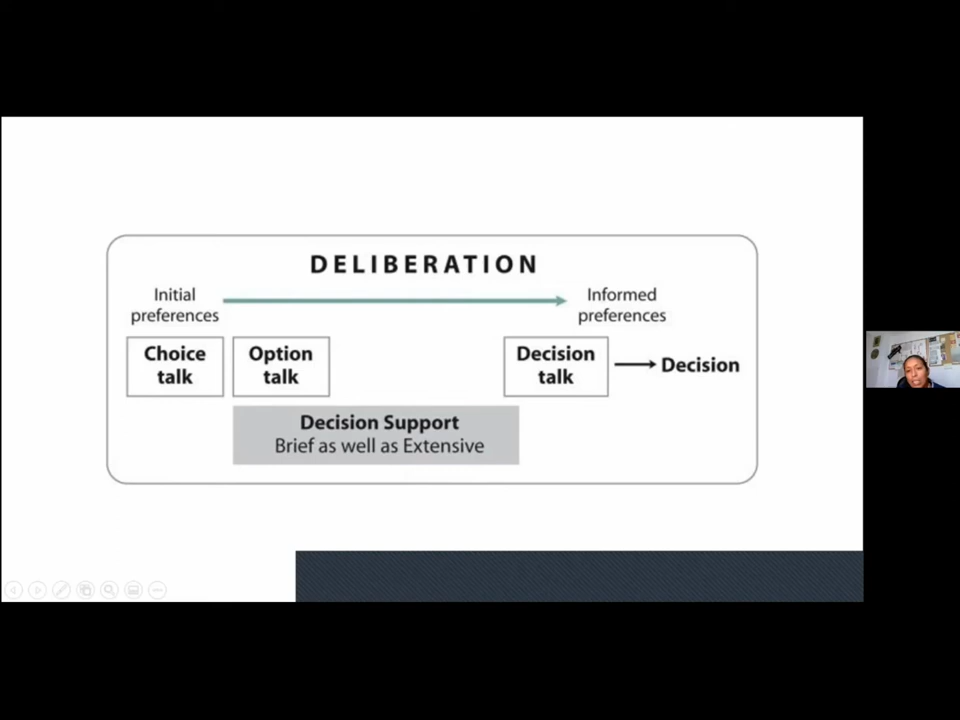 DELIBERATION
Initial
preferences
Informed
preferences
Choice
talk
Option
talk
Decision
talk
Decision
Decision Support
Brief as well as Extensive